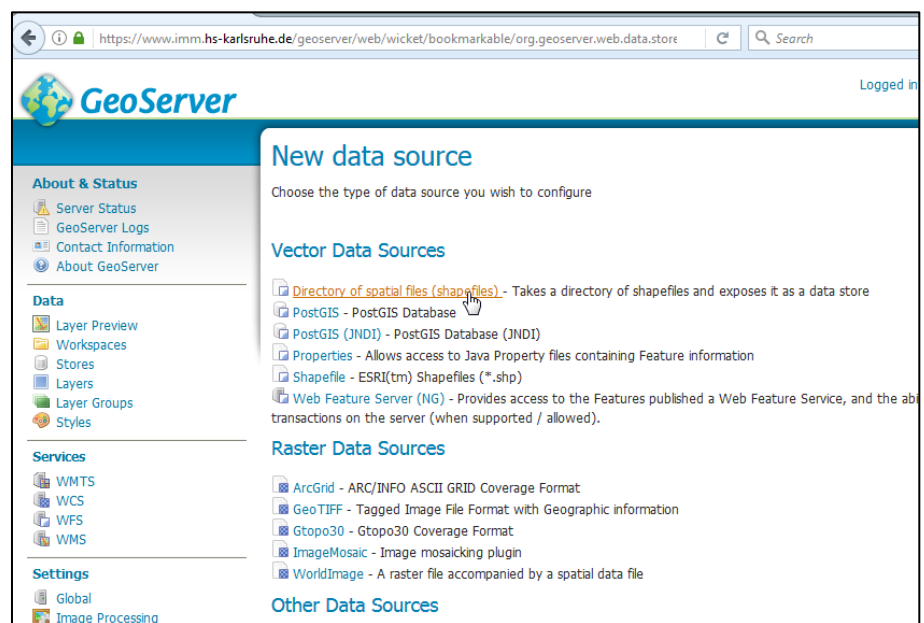 https://www.imm.hs-karlsruhe.de/geoserver/web/wicket/bookmarkable/org.geoserver.web.data.store
Search
GeoServer
Logged in
About & Status
Server Status
GeoServer Logs
Contact Information
About GeoServer
Data
Layer Preview
Workspaces
Stores
Layers
Layer Groups
Styles
Services
WMTS
WCS
WFS
WMS
Settings
Global
Image Processing
New data source
Choose the type of data source you wish to configure
Vector Data Sources
Directory of spatial files (shapefiles) - Takes a directory of shapefiles and exposes it as a data store
PostGIS - PostGIS Database
PostGIS (JNDI) - PostGIS Database (JNDI)
Properties - Allows access to Java Property files containing Feature information
Shapefile - ESRI(tm) Shapefiles (*.shp)
Web Feature Server (NG) - Provides access to the Features published a Web Feature Service, and the abi
transactions on the server (when supported / allowed).
Raster Data Sources
ArcGrid - ARC/INFO ASCII GRID Coverage Format
GeoTIFF - Tagged Image File Format with Geographic information
Gtopo30 - Gtopo30 Coverage Format
ImageMosaic - Image mosaicking plugin
WorldImage - A raster file accompanied by a spatial data file
Other Data Sources